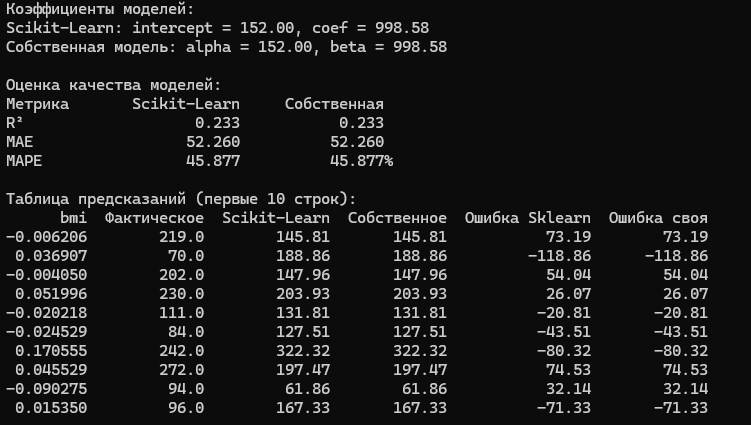 Коэффициенты моделей:
Scikit-Learn: intercept = 152.00, coef = 998.58
Собственная модель: alpha = 152.00, beta = 998.58
Оценка качества моделей:
Метрика Scikit-Learn Собственная
R² 0.233 0.233
MAE 52.260 52.260
MAPE 45.877 45.877%
Таблица предсказаний (первые 10 строк):
bmi Фактическое Scikit-Learn Собственное Ошибка Sklearn Ошибка своя
-0.006206 219.0 145.81 145.81 73.19 73.19
0.036907 70.0 188.86 188.86 -118.86 -118.86
-0.004050 202.0 147.96 147.96 54.04 54.04
0.051996 230.0 203.93 203.93 26.07 26.07
-0.020218 111.0 131.81 131.81 -20.81 -20.81
-0.024529 84.0 127.51 127.51 -43.51 -43.51
0.170555 242.0 322.32 322.32 -80.32 -80.32
0.045529 272.0 197.47 197.47 74.53 74.53
-0.090275 94.0 61.86 61.86 32.14 32.14
0.015350 96.0 167.33 167.33 -71.33 -71.33